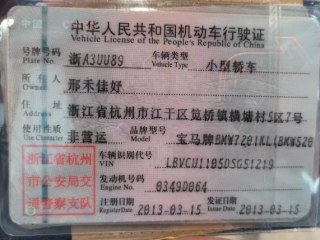 中华人民共和国机动车行驶证
Vehicle License of the People's Republic of China
号牌号码 Plate No. 浙A3UU89 车辆类型 Vehicle Type 小型轿车
所有人 Owner 邢禾佳好
住址 Address 浙江省杭州市江干区笕桥镇横塘村5区7号
使用性质 Use Character 非营运 品牌型号 Model 宝马牌BMW7201KL(BMW520
浙江省杭州
市公安局交
通警察支队
车辆识别代号 VIN LBVCU1105DSG51219
发动机号码 Engine No. 0349D064
注册日期 Register Date 2013-03-15 发证日期 Issue Date 2013-03-15